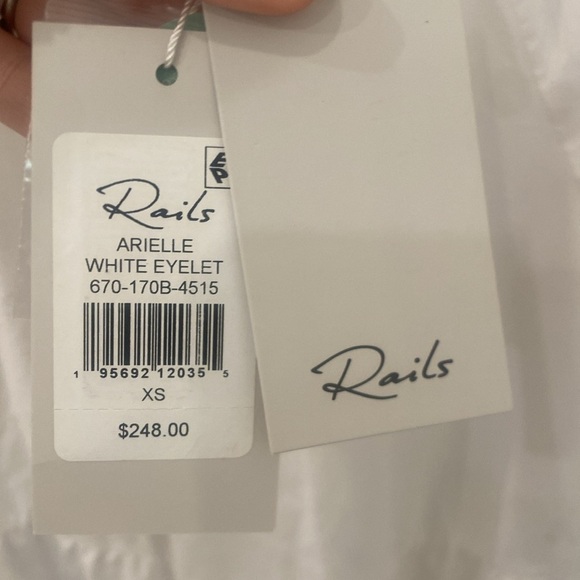 Rails
ARIELLE
WHITE EYELET
670-170B-4515
1 95692 12035 5
XS
$248.00
Rails